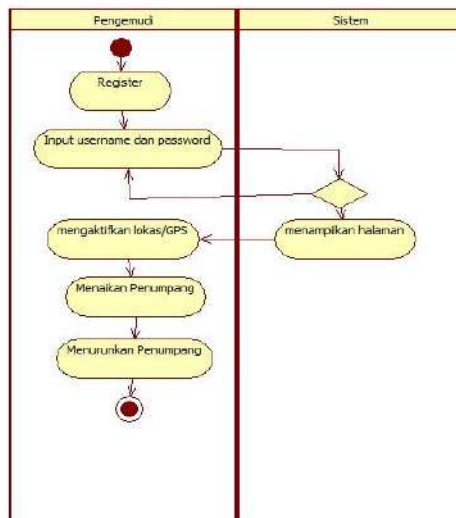 Pengemudi
Sistem
Register
Input username dan password
mengaktifkan lokas/GPS
menampilkan halaman
Menaikan Penumpang
Menurunkan Penumpang